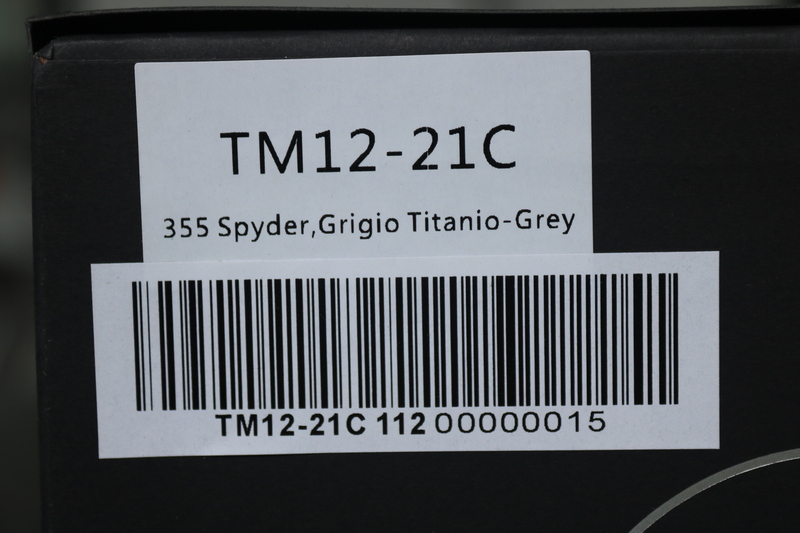 TM12-21C
355 Spyder,Grigio Titanio-Grey
TM12-21C 112 00000015